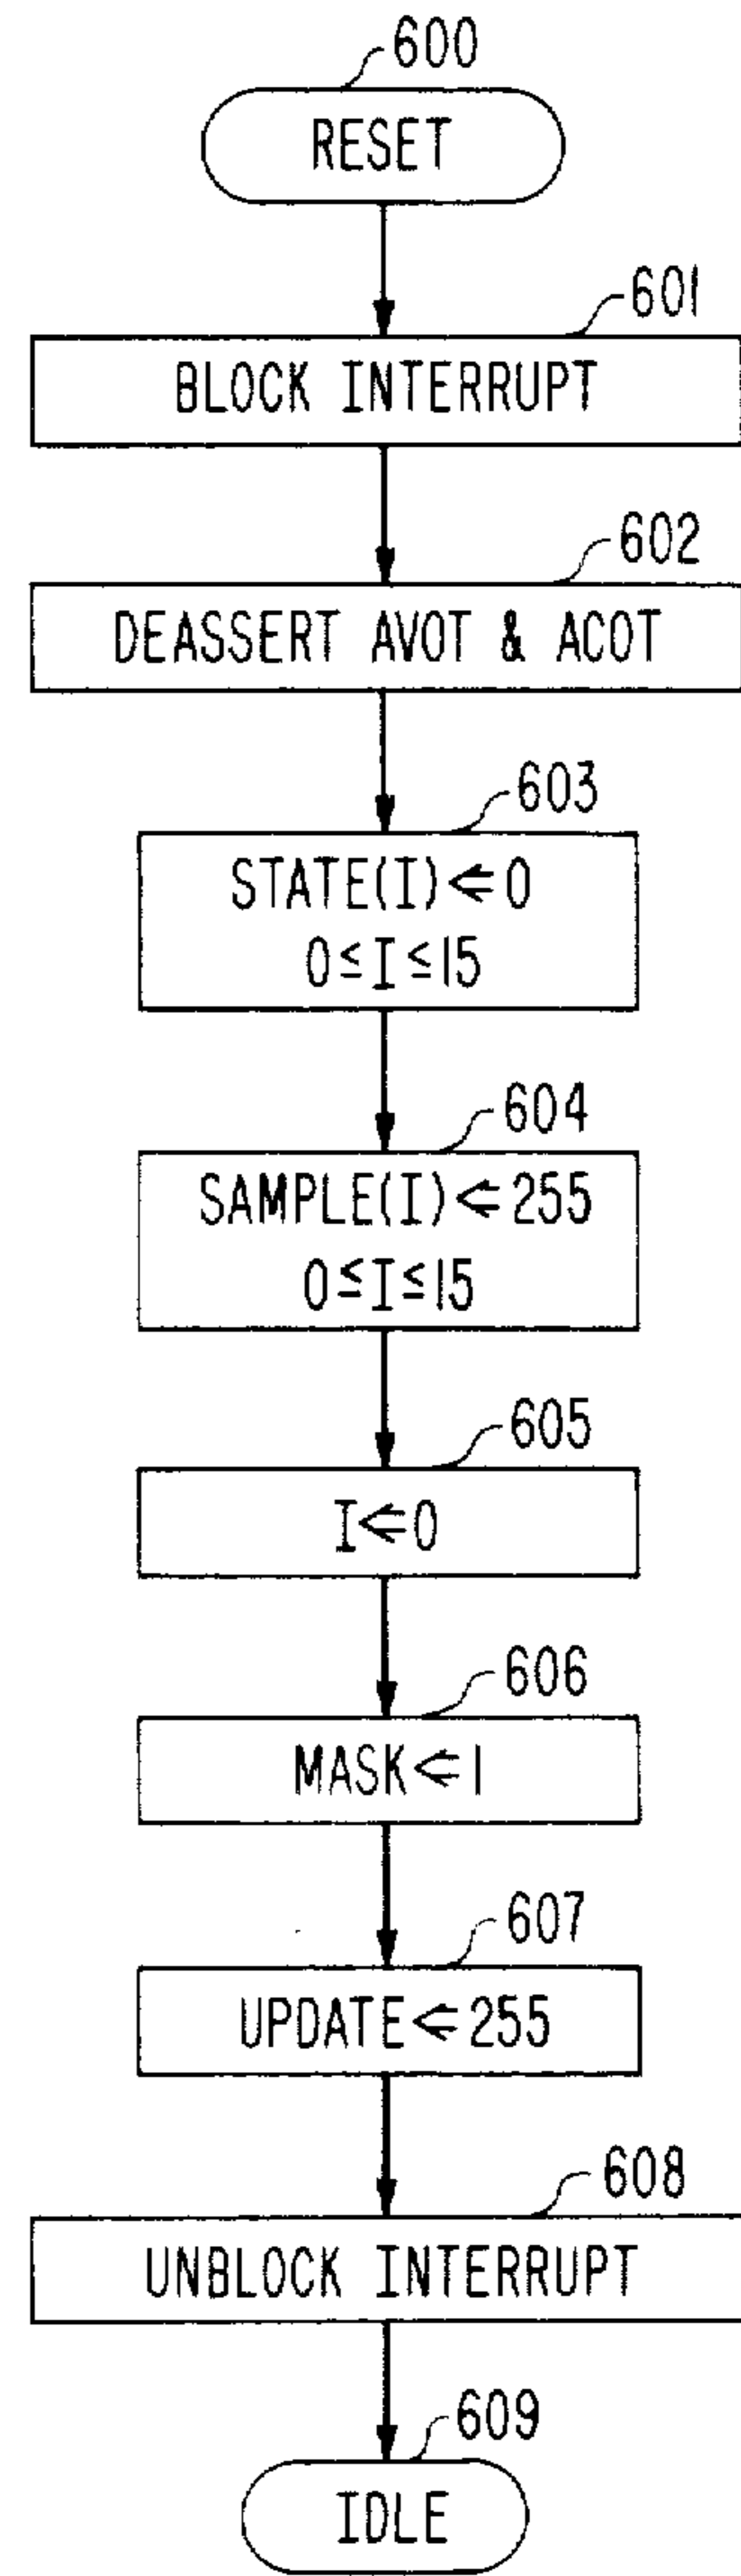 600
RESET
601
BLOCK INTERRUPT
602
DEASSERT AVOT & ACOT
603
STATE(I)⇐0
0≤I≤15
604
SAMPLE(I)⇐255
0≤I≤15
605
I⇐0
606
MASK⇐1
607
UPDATE⇐255
608
UNBLOCK INTERRUPT
609
IDLE